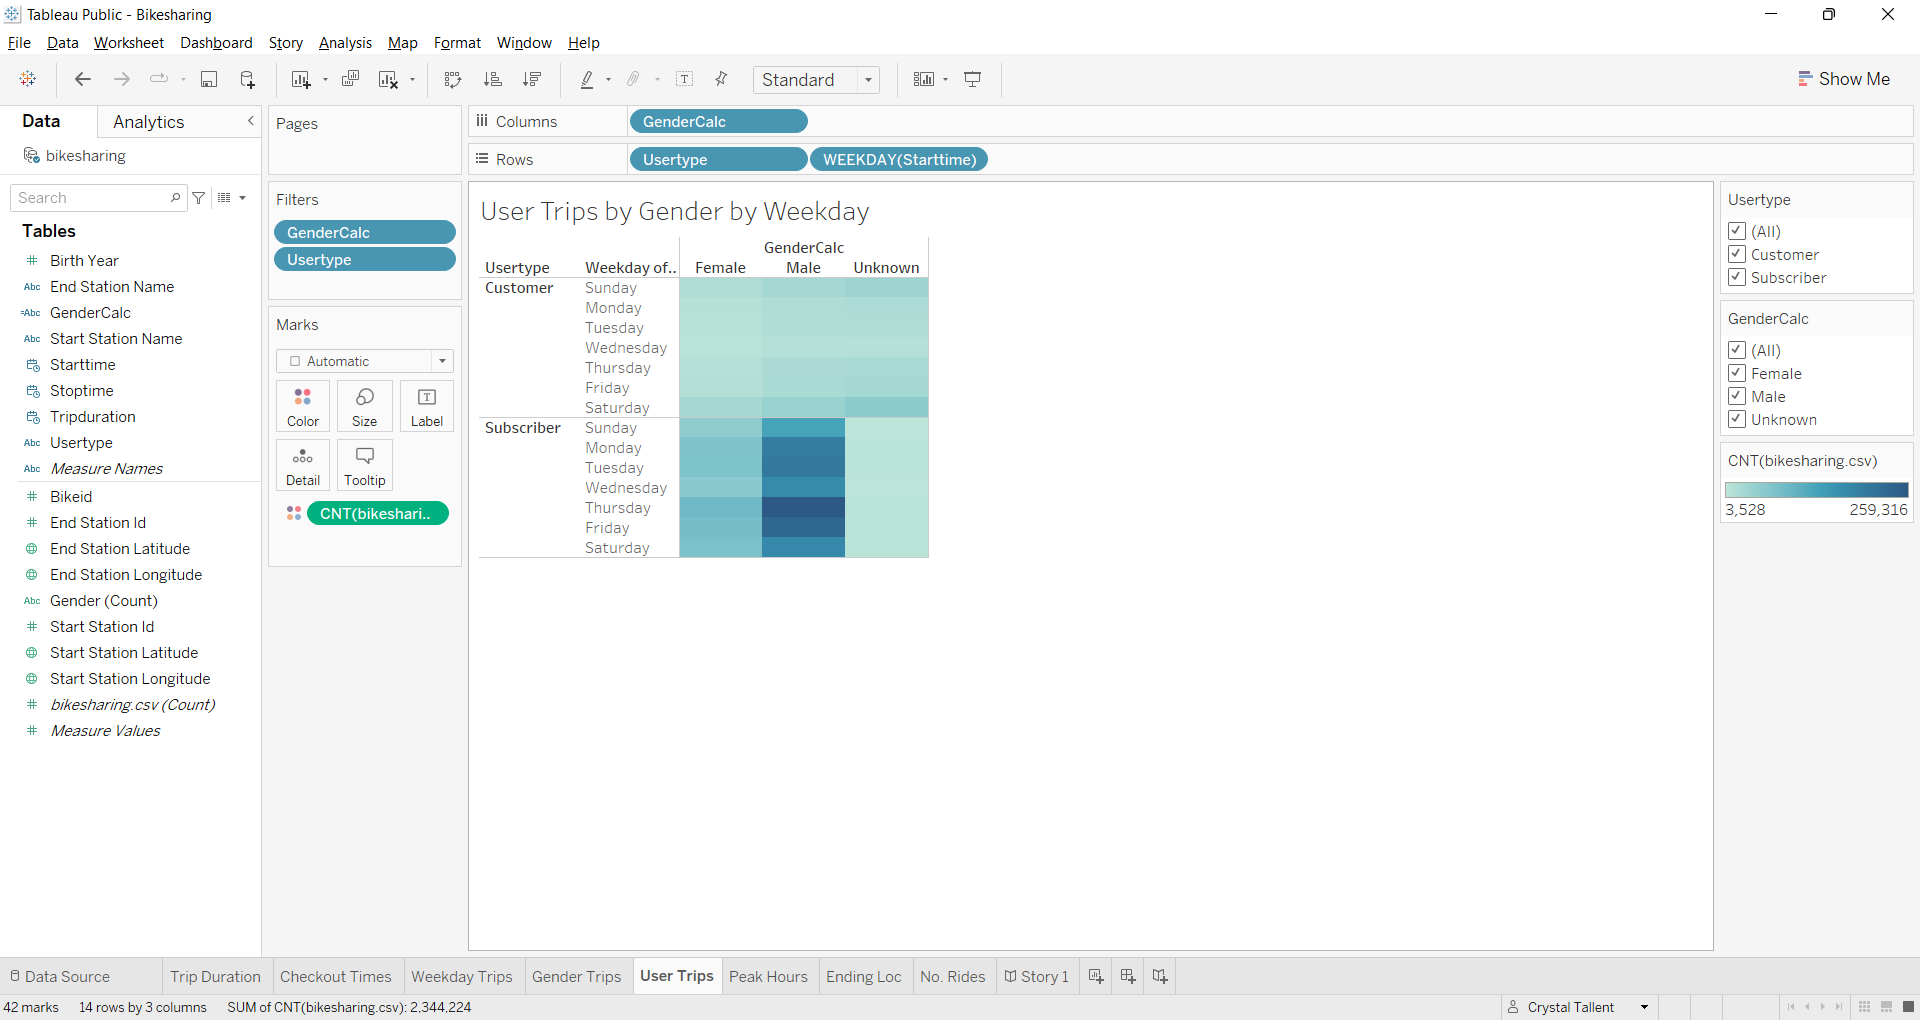 Tableau Public - Bikesharing
File Data Worksheet Dashboard Story Analysis Map Format Window Help
Standard
Show Me
Data Analytics
bikesharing
Search
Tables
Birth Year
Abc End Station Name
=Abc GenderCalc
Abc Start Station Name
Starttime
Stoptime
Tripduration
Abc Usertype
Abc Measure Names
Bikeid
End Station Id
End Station Latitude
End Station Longitude
Abc Gender (Count)
Start Station Id
Start Station Latitude
Start Station Longitude
bikesharing.csv (Count)
Measure Values
Pages
Filters
GenderCalc
Usertype
Marks
Automatic
Color Size Label
Detail Tooltip
CNT(bikeshari..
Columns GenderCalc
Rows Usertype WEEKDAY(Starttime)
User Trips by Gender by Weekday
GenderCalc
Usertype Weekday of.. Female Male Unknown
Customer Sunday
Monday
Tuesday
Wednesday
Thursday
Friday
Saturday
Subscriber Sunday
Monday
Tuesday
Wednesday
Thursday
Friday
Saturday
Usertype
(All)
Customer
Subscriber
GenderCalc
(All)
Female
Male
Unknown
CNT(bikesharing.csv)
3,528 259,316
Data Source Trip Duration Checkout Times Weekday Trips Gender Trips User Trips Peak Hours Ending Loc No. Rides Story 1
42 marks 14 rows by 3 columns SUM of CNT(bikesharing.csv): 2,344,224 Crystal Tallent